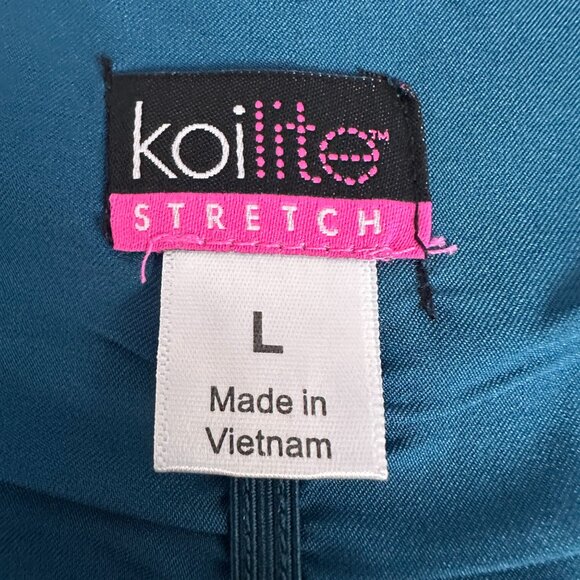 koilite™
STRETCH
L
Made in
Vietnam